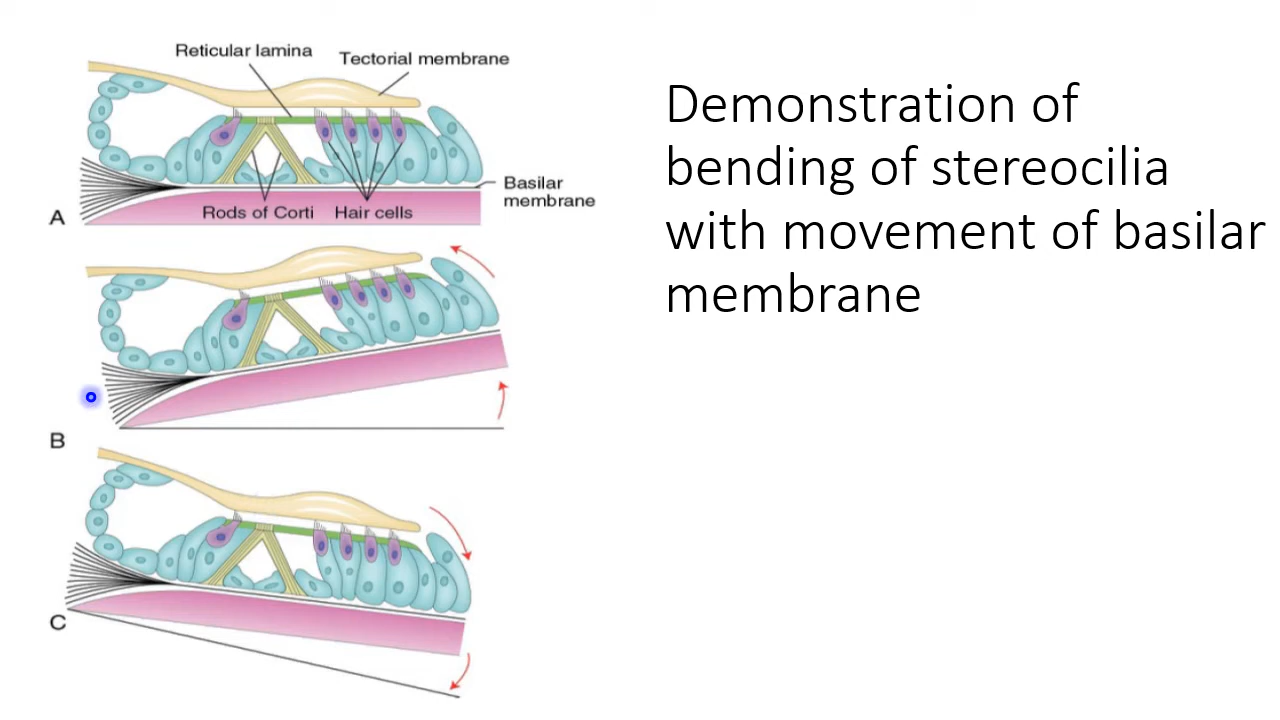 Reticular lamina
Tectorial membrane
Basilar
membrane
Rods of Corti
Hair cells
A
B
C
Demonstration of
bending of stereocilia
with movement of basilar
membrane